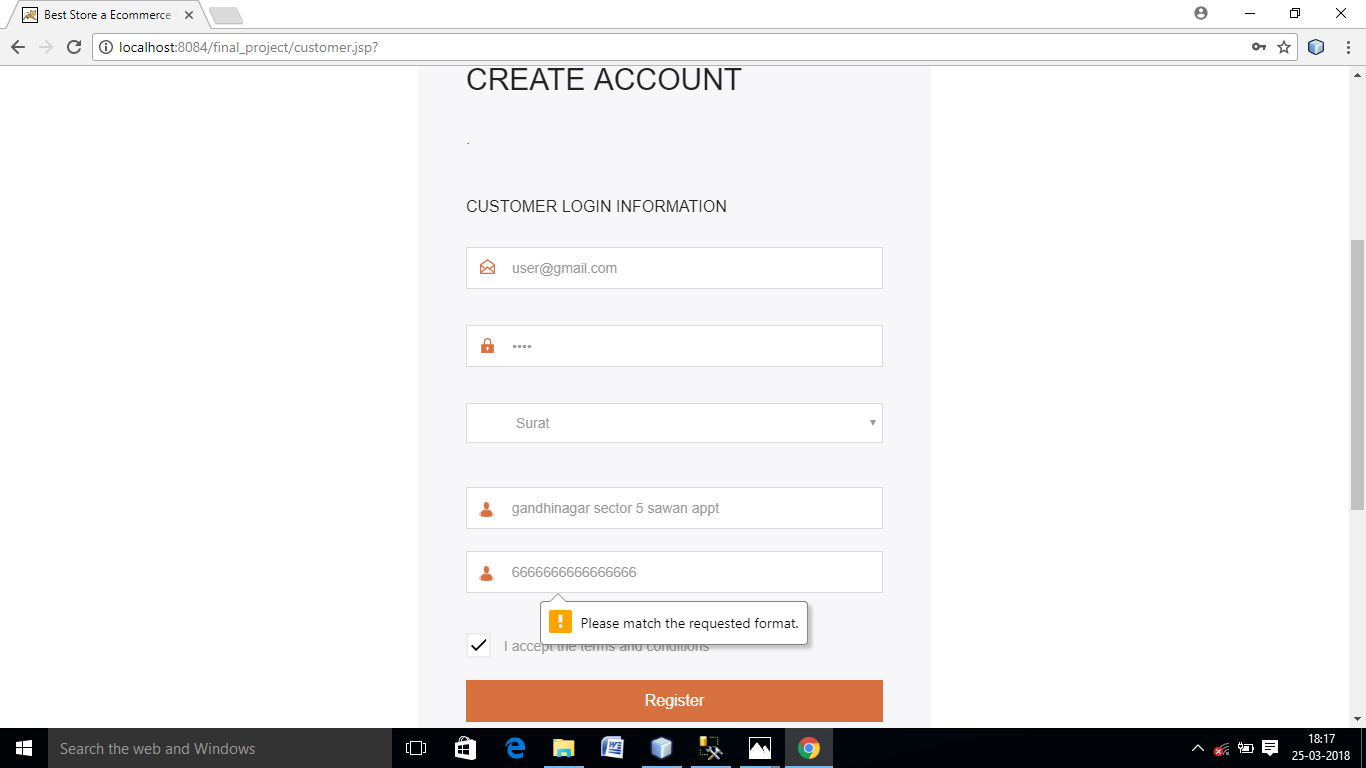 Best Store a Ecommerce
localhost:8084/final_project/customer.jsp?
CREATE ACCOUNT
.
CUSTOMER LOGIN INFORMATION
user@gmail.com
••••
Surat
gandhinagar sector 5 sawan appt
6666666666666666
Please match the requested format.
I accept the terms and conditions
Register
Search the web and Windows
18:17
25-03-2018